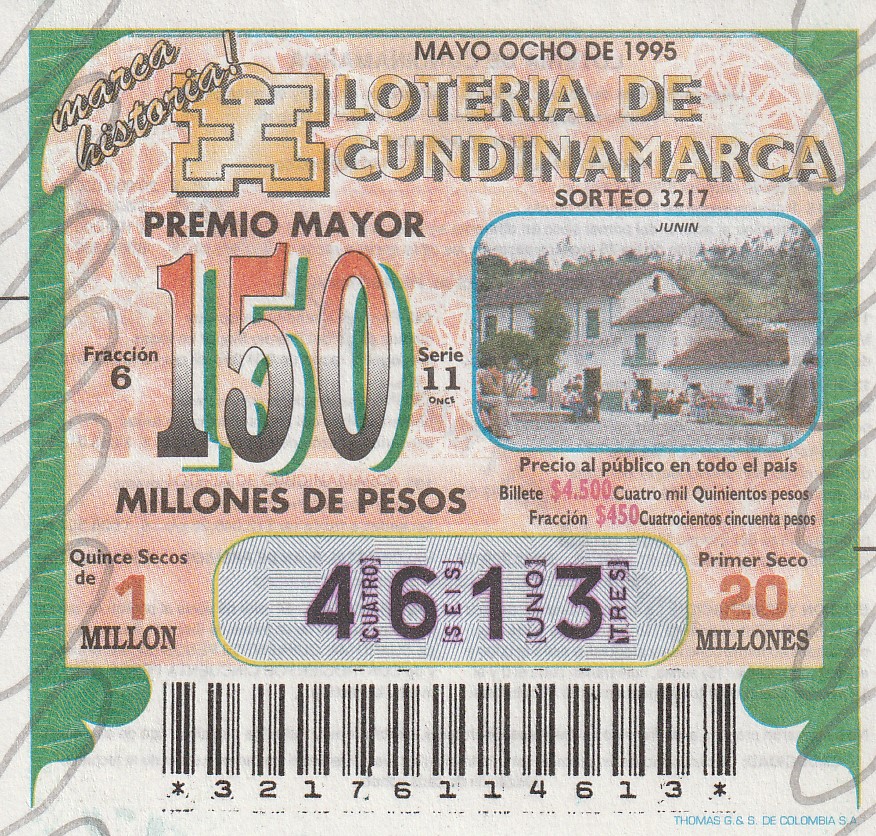 MAYO OCHO DE 1995
marca
historia!
LOTERIA DE
CUNDINAMARCA
SORTEO 3217
PREMIO MAYOR
JUNIN
150
Fracción
6
Serie
11
ONCE
MILLONES DE PESOS
Precio al público en todo el país
Billete $4.500 Cuatro mil Quinientos pesos
Fracción $450 Cuatrocientos cincuenta pesos
Quince Secos
de
1
MILLON
4 CUATRO 6 SEIS 1 UNO 3 TRES
Primer Seco
20
MILLONES
*32176114613*
THOMAS G. & S. DE COLOMBIA S.A.